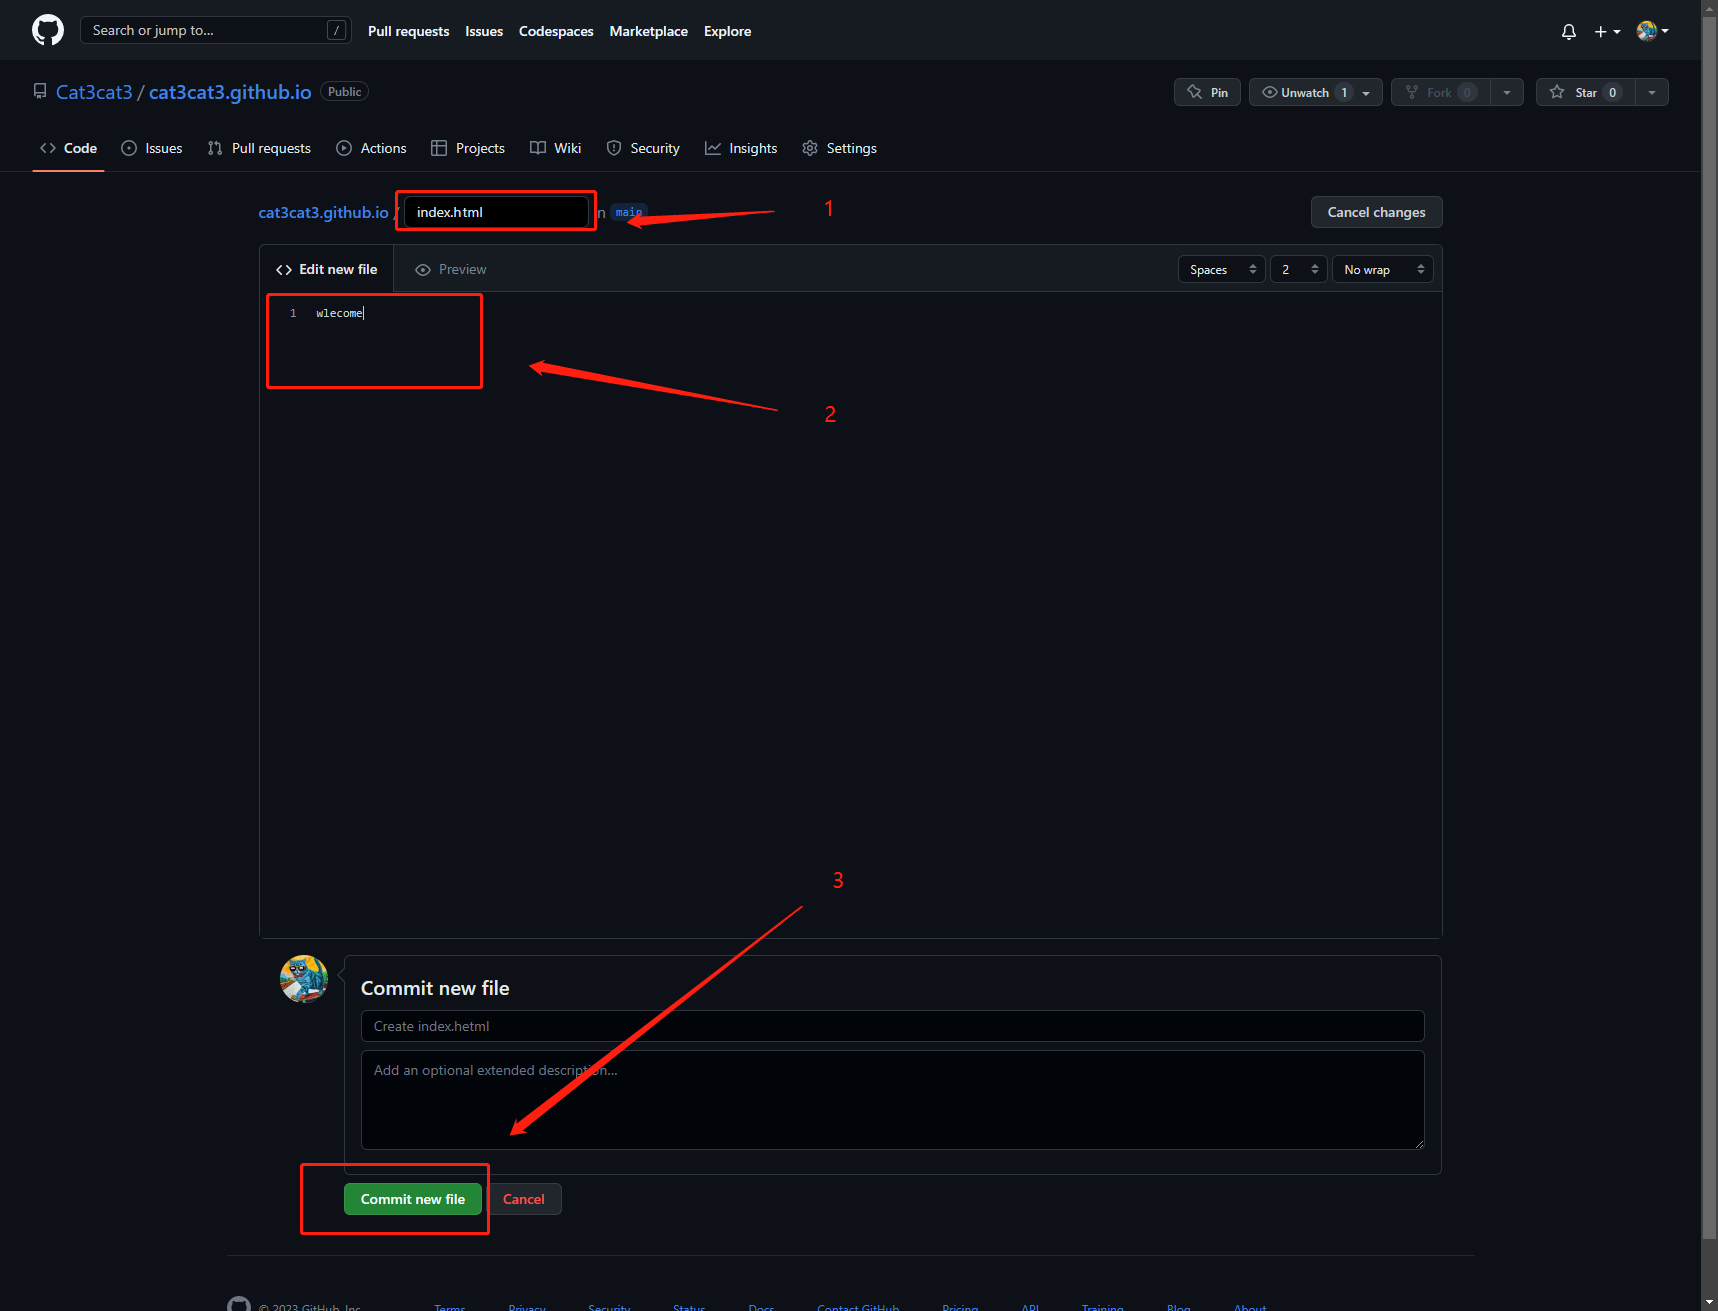 Search or jump to... / Pull requests Issues Codespaces Marketplace Explore
Cat3cat3 / cat3cat3.github.io Public Pin Unwatch 1 Fork 0 Star 0
Code Issues Pull requests Actions Projects Wiki Security Insights Settings
cat3cat3.github.io / index.html in main 1 Cancel changes
Edit new file Preview Spaces 2 No wrap
1 wlecome
2
3
Commit new file
Create index.hetml
Add an optional extended description...
Commit new file Cancel
© 2023 GitHub, Inc. Terms Privacy Security Status Docs Contact GitHub Pricing API Training Blog About